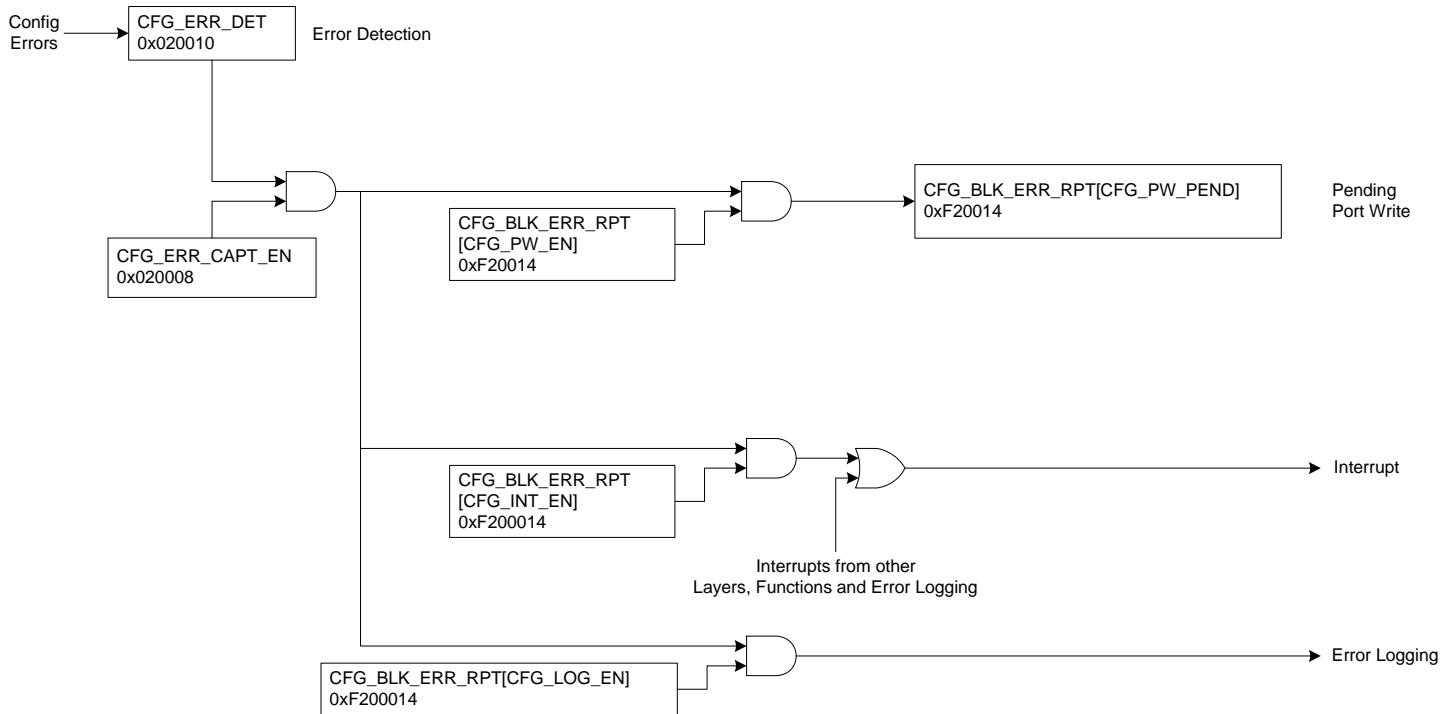 Config
Errors
CFG_ERR_DET
0x020010
Error Detection
CFG_ERR_CAPT_EN
0x020008
CFG_BLK_ERR_RPT
[CFG_PW_EN]
0xF20014
CFG_BLK_ERR_RPT[CFG_PW_PEND]
0xF20014
Pending
Port Write
CFG_BLK_ERR_RPT
[CFG_INT_EN]
0xF200014
Interrupt
Interrupts from other
Layers, Functions and Error Logging
CFG_BLK_ERR_RPT[CFG_LOG_EN]
0xF200014
Error Logging